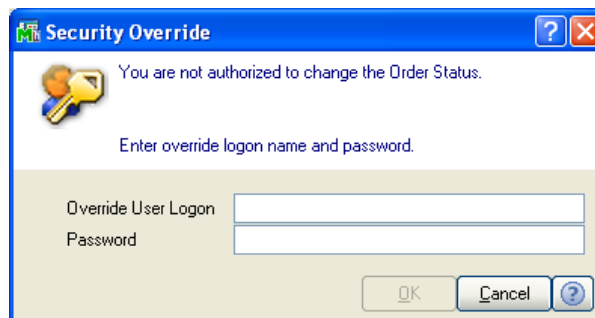 Security Override
You are not authorized to change the Order Status.
Enter override logon name and password.
Override User Logon
Password
OK
Cancel